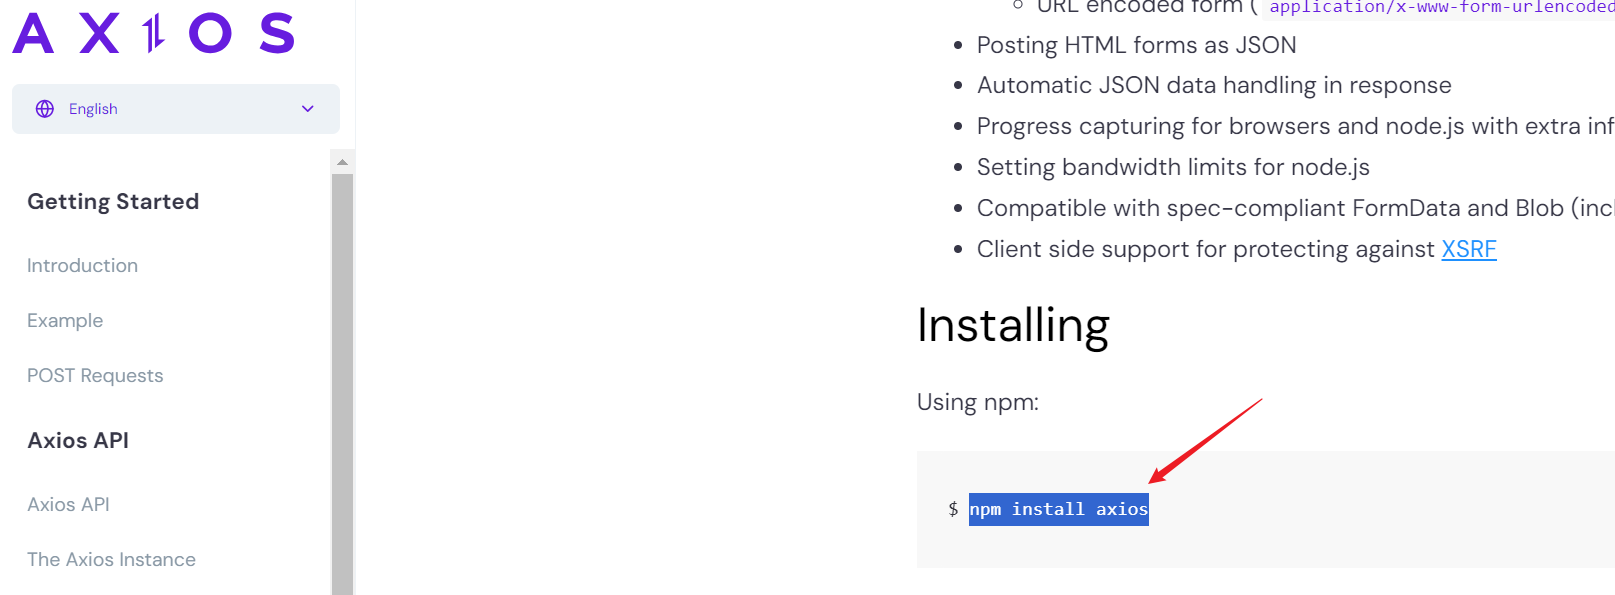 AXIOS
English
Getting Started
Introduction
Example
POST Requests
Axios API
Axios API
The Axios Instance
URL encoded form ( application/x-www-form-urlencoded
Posting HTML forms as JSON
Automatic JSON data handling in response
Progress capturing for browsers and node.js with extra inf
Setting bandwidth limits for node.js
Compatible with spec-compliant FormData and Blob (incl
Client side support for protecting against XSRF
Installing
Using npm:
$ npm install axios